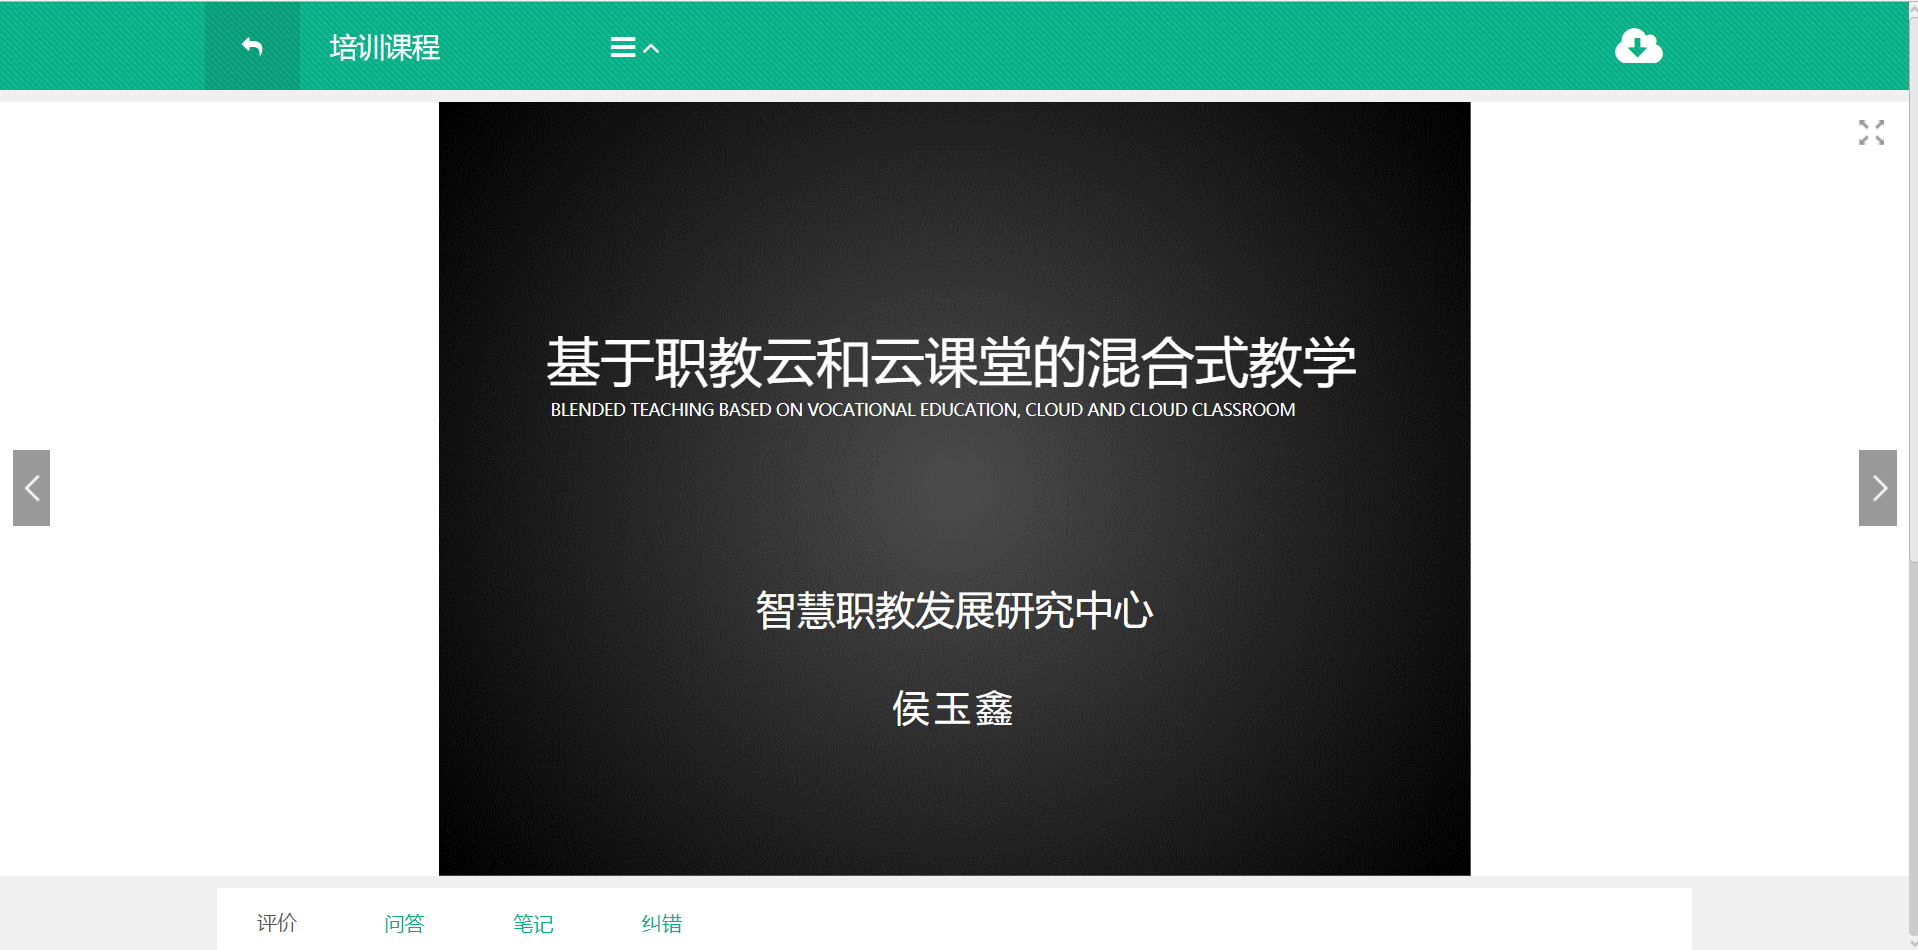 培训课程
基于职教云和云课堂的混合式教学
BLENDED TEACHING BASED ON VOCATIONAL EDUCATION, CLOUD AND CLOUD CLASSROOM
智慧职教发展研究中心
侯玉鑫
评价 问答 笔记 纠错